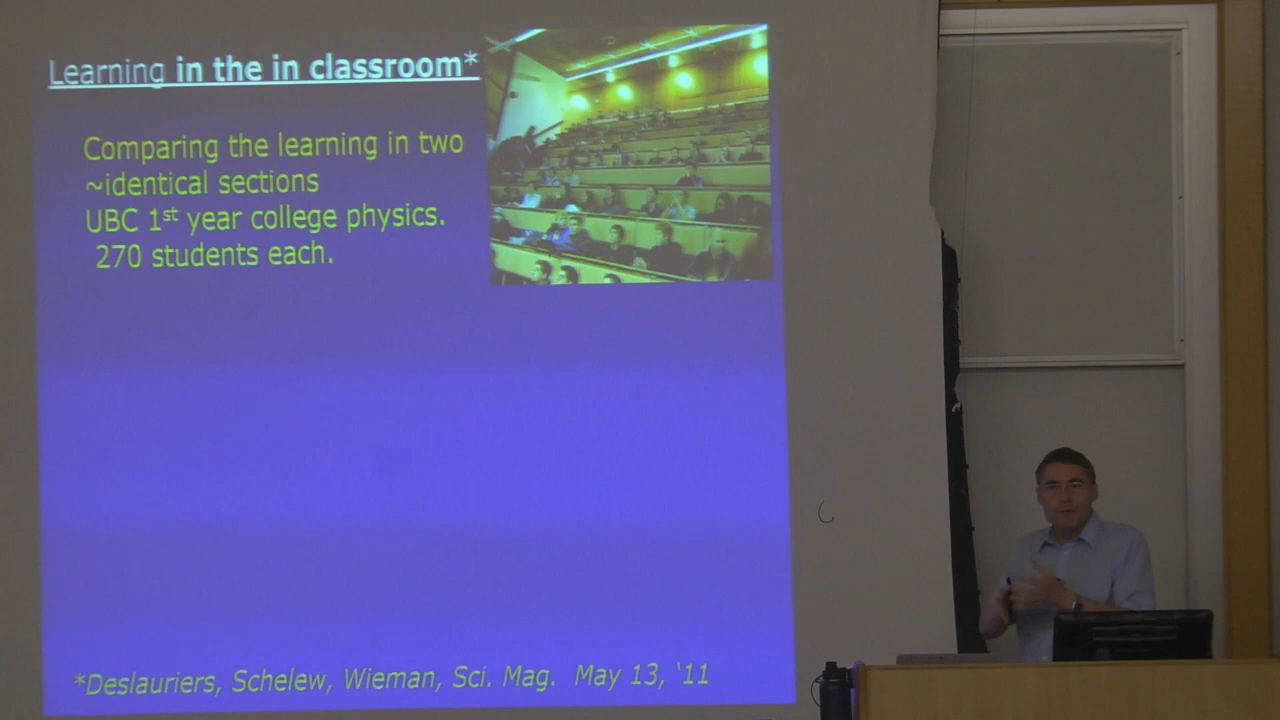 Learning in the in classroom*
Comparing the learning in two
~identical sections
UBC 1st year college physics.
270 students each.
*Deslauriers, Schelew, Wieman, Sci. Mag. May 13, ‘11